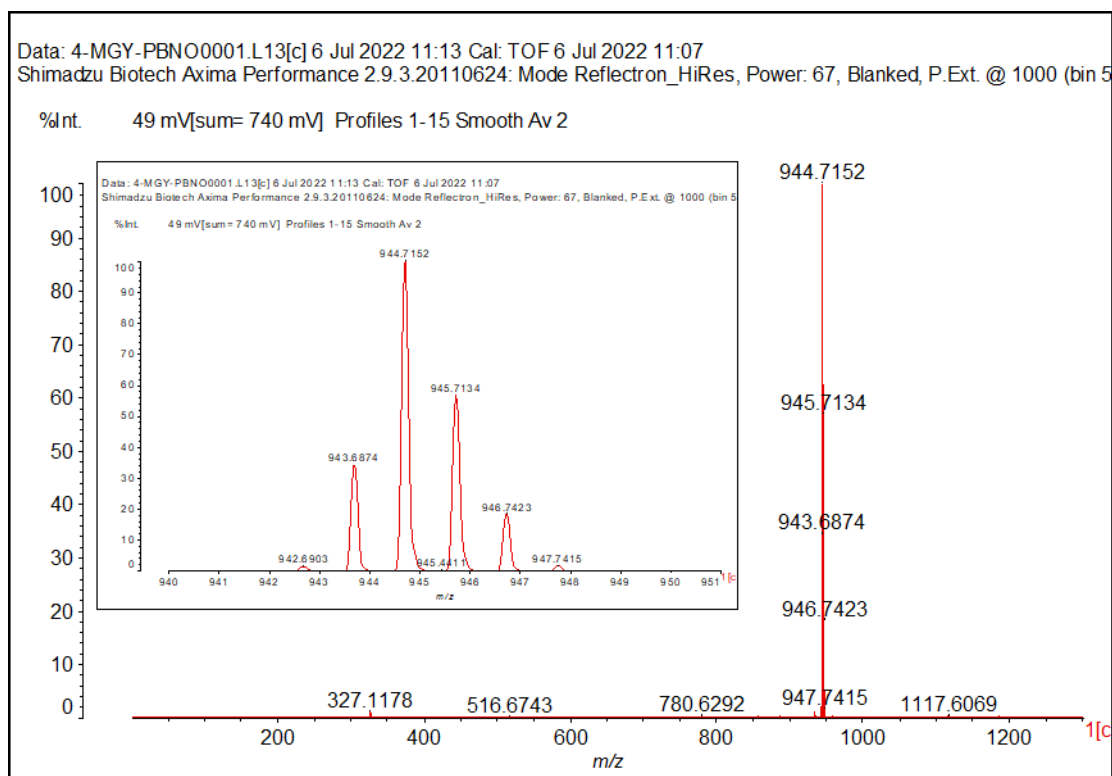 Data: 4-MGY-PBNO0001.L13[c] 6 Jul 2022 11:13 Cal: TOF 6 Jul 2022 11:07
Shimadzu Biotech Axima Performance 2.9.3.20110624: Mode Reflectron_HiRes, Power: 67, Blanked, P.Ext. @ 1000 (bin 5
%Int. 49 mV[sum= 740 mV] Profiles 1-15 Smooth Av 2
944.7152
100
90
80
70
60
50
40
30
20
10
0
Data: 4-MGY-PBNO0001.L13[c] 6 Jul 2022 11:13 Cal: TOF 6 Jul 2022 11:07
Shimadzu Biotech Axima Performance 2.9.3.20110624: Mode Reflectron_HiRes, Power: 67, Blanked, P.Ext. @ 1000 (bin 5
%Int. 49 mV[sum= 740 mV] Profiles 1-15 Smooth Av 2
944.7152
100
90
80
70
60
50
40
30
20
10
0
945.7134
943.6874
946.7423
942.6903
945.4411
947.7415
940 941 942 943 944 945 946 947 948 949 950 951
1[c
m/z
945.7134
943.6874
946.7423
327.1178 516.6743 780.6292 947.7415 1117.6069
200 400 600 800 1000 1200
1[c
m/z